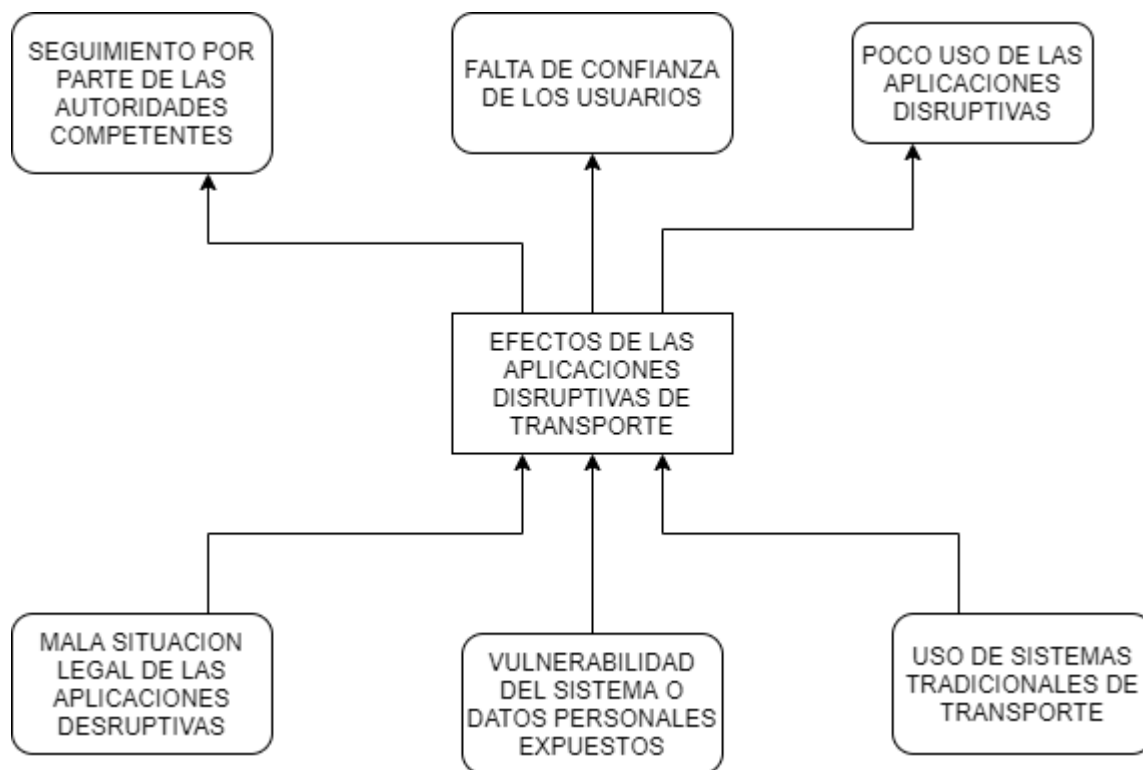 SEGUIMIENTO POR
PARTE DE LAS
AUTORIDADES
COMPETENTES
FALTA DE CONFIANZA
DE LOS USUARIOS
POCO USO DE LAS
APLICACIONES
DISRUPTIVAS
EFECTOS DE LAS
APLICACIONES
DISRUPTIVAS DE
TRANSPORTE
MALA SITUACION
LEGAL DE LAS
APLICACIONES
DESRUPTIVAS
VULNERABILIDAD
DEL SISTEMA O
DATOS PERSONALES
EXPUESTOS
USO DE SISTEMAS
TRADICIONALES DE
TRANSPORTE